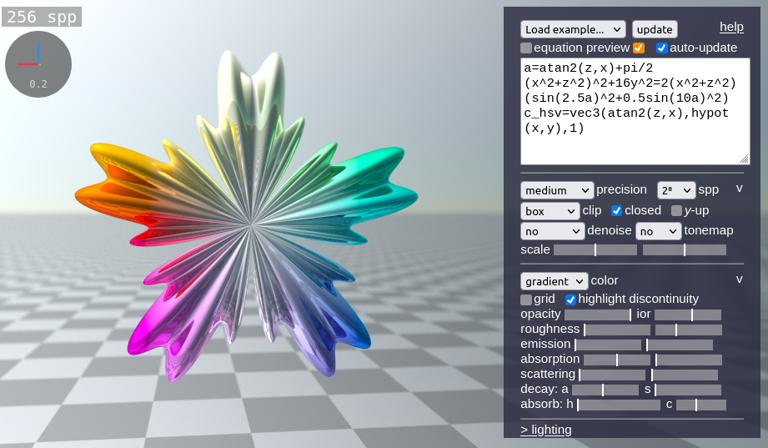 256 spp
0.2
Load example... update help
equation preview auto-update
a=atan2(z,x)+pi/2
(x^2+z^2)^2+16y^2=2(x^2+z^2)
(sin(2.5a)^2+0.5sin(10a)^2)
c_hsv=vec3(atan2(z,x),hypot
(x,y),1)
medium precision 2⁸ spp v
box clip closed y-up
no denoise no tonemap
scale
gradient color v
grid highlight discontinuity
opacity ior
roughness
emission
absorption
scattering
decay: a s
absorb: h c
> lighting